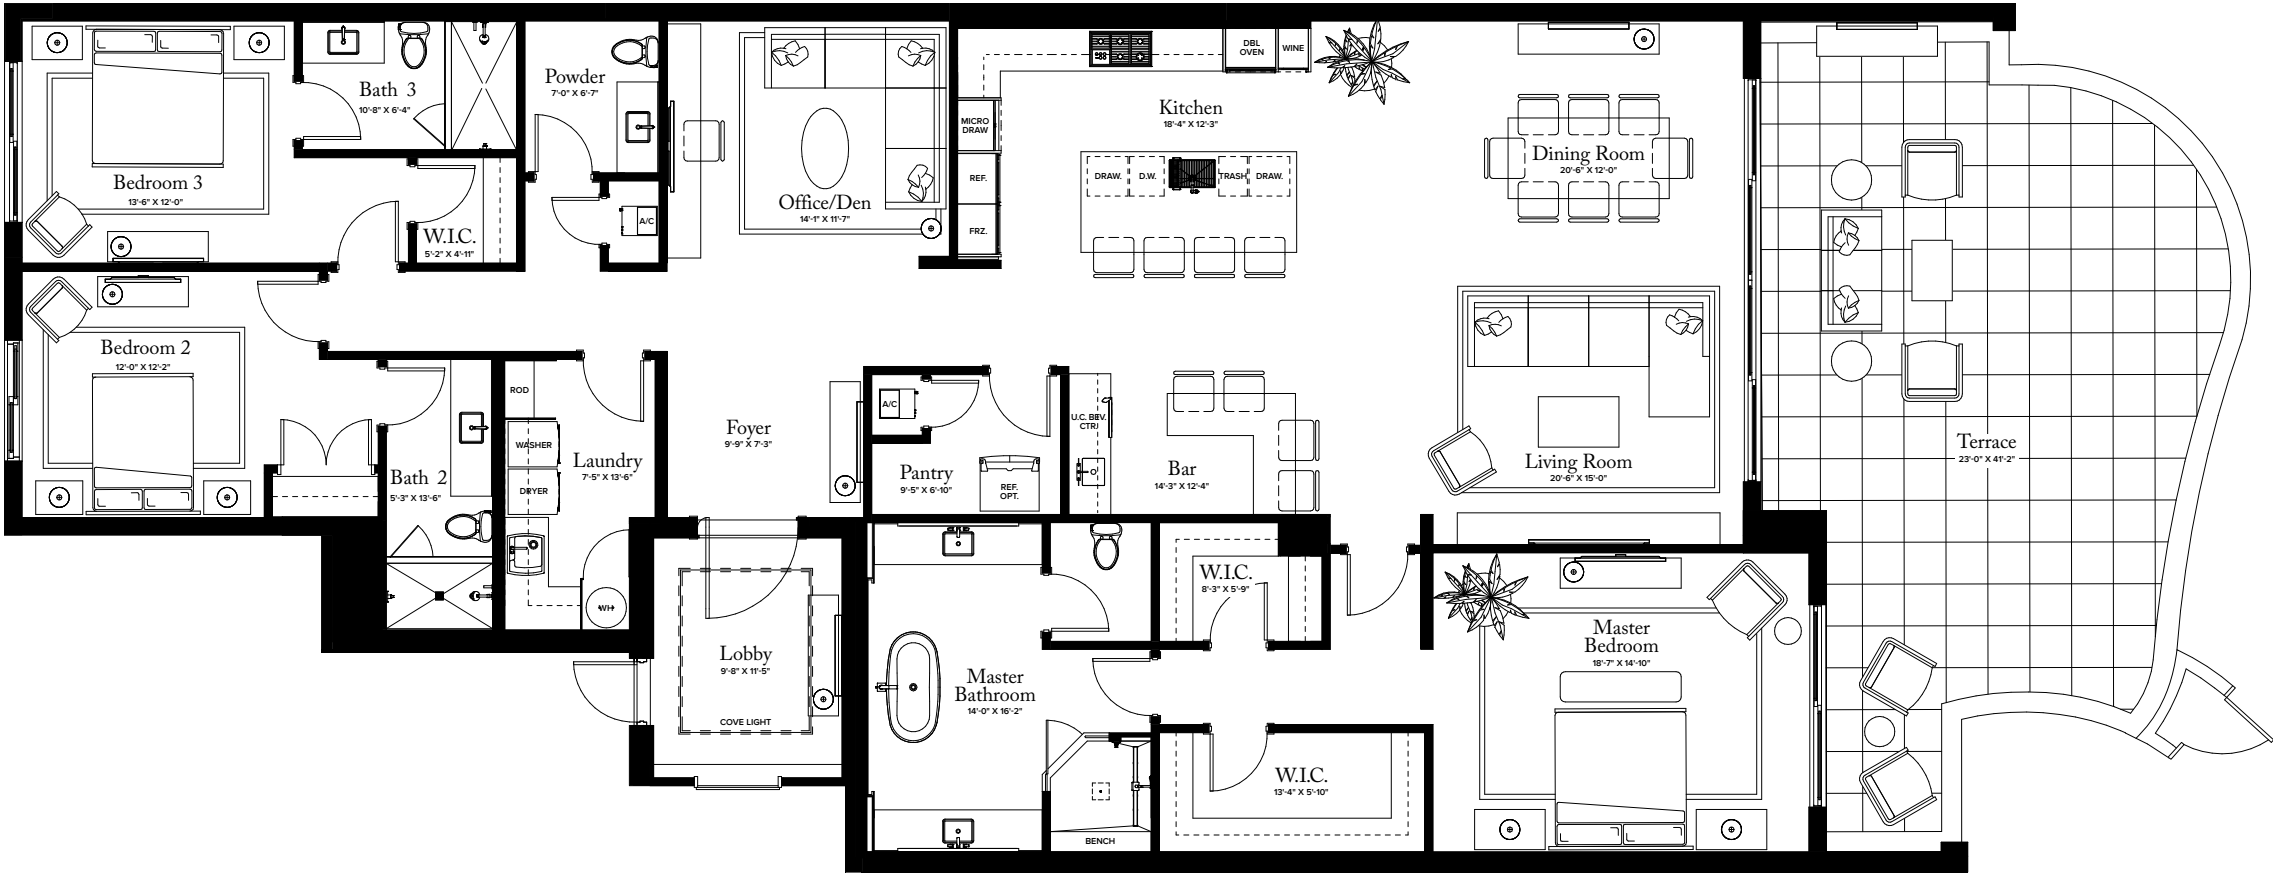 Bath 3
10'-8" X 6'-4"
Powder
7'-0" X 6'-7"
DBL
OVEN
WINE
Kitchen
18'-4" X 12'-3"
MICRO
DRAW
Dining Room
20'-6" X 12'-0"
Bedroom 3
13'-6" X 12'-0"
REF.
DRAW.
D.W.
TRASH
DRAW.
Office/Den
14'-1" X 11'-7"
A/C
FRZ.
W.I.C.
5'-2" X 4'-11"
Bedroom 2
12'-0" X 12'-2"
ROD
A/C
U.C. BEV.
CTR.
Foyer
9'-9" X 7'-3"
WASHER
DRYER
Laundry
7'-5" X 13'-6"
Bath 2
5'-3" X 13'-6"
Pantry
9'-5" X 6'-10"
REF.
OPT.
Bar
14'-3" X 12'-4"
Living Room
20'-6" X 15'-0"
Terrace
23'-0" X 41'-2"
WH
W.I.C.
8'-3" X 5'-9"
Lobby
9'-8" X 11'-5"
COVE LIGHT
Master
Bathroom
14'-0" X 16'-2"
Master
Bedroom
18'-7" X 14'-10"
W.I.C.
13'-4" X 5'-10"
BENCH